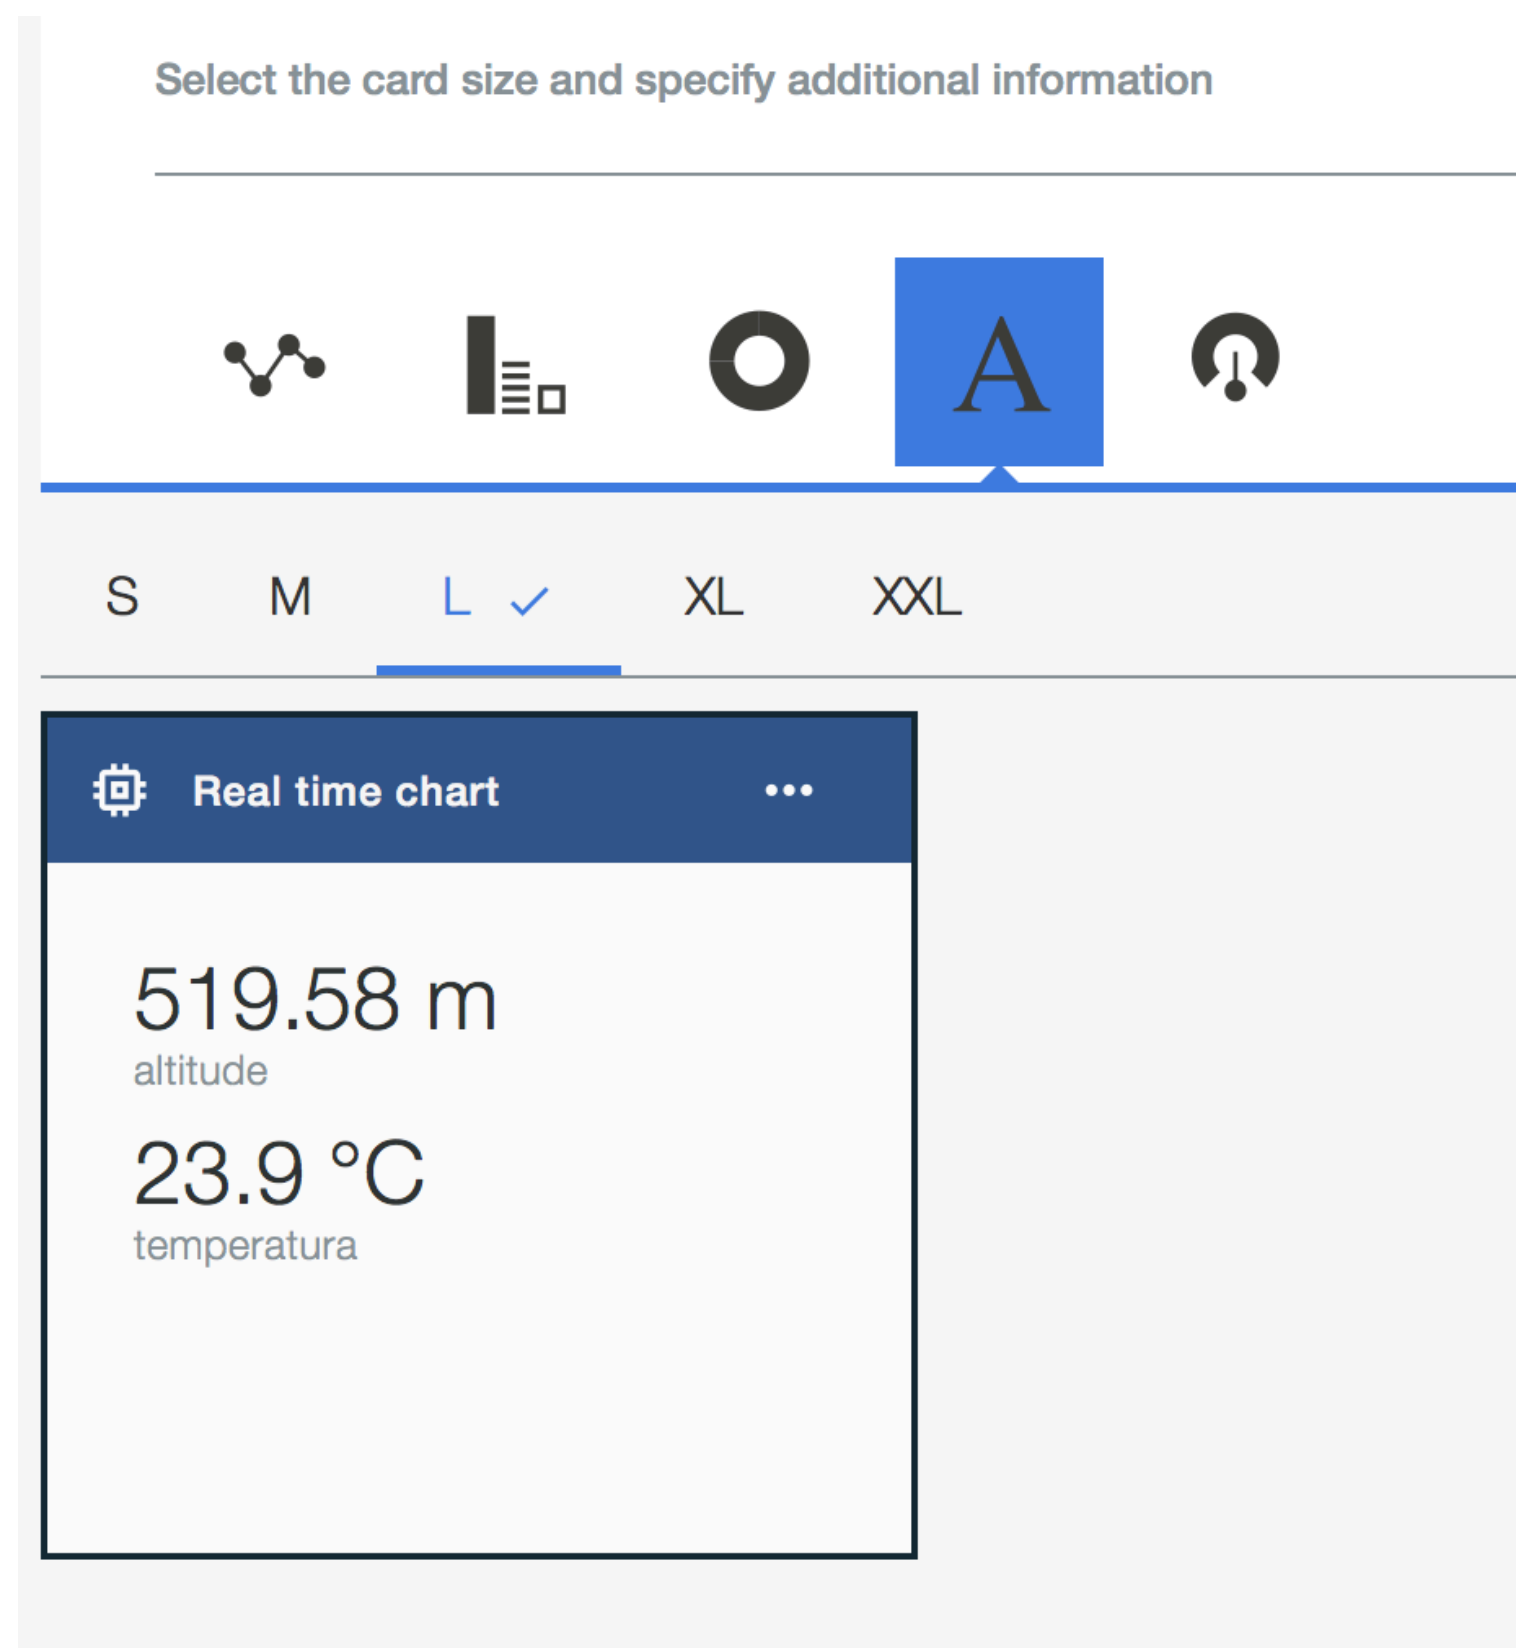 Select the card size and specify additional information
A
S M L XL XXL
Real time chart
519.58 m
altitude
23.9 °C
temperatura